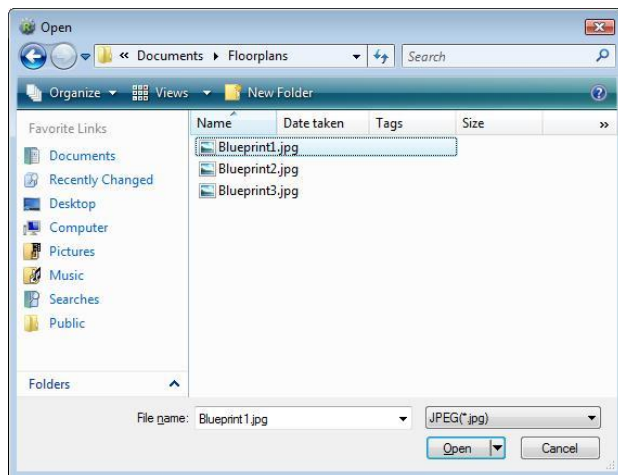 Open
« Documents Floorplans Search
Organize Views New Folder ?
Favorite Links
Name Date taken Tags Size »
Documents
Recently Changed
Desktop
Computer
Pictures
Music
Searches
Public
Blueprint1.jpg
Blueprint2.jpg
Blueprint3.jpg
Folders
File name: Blueprint1.jpg JPEG(*.jpg)
Open Cancel